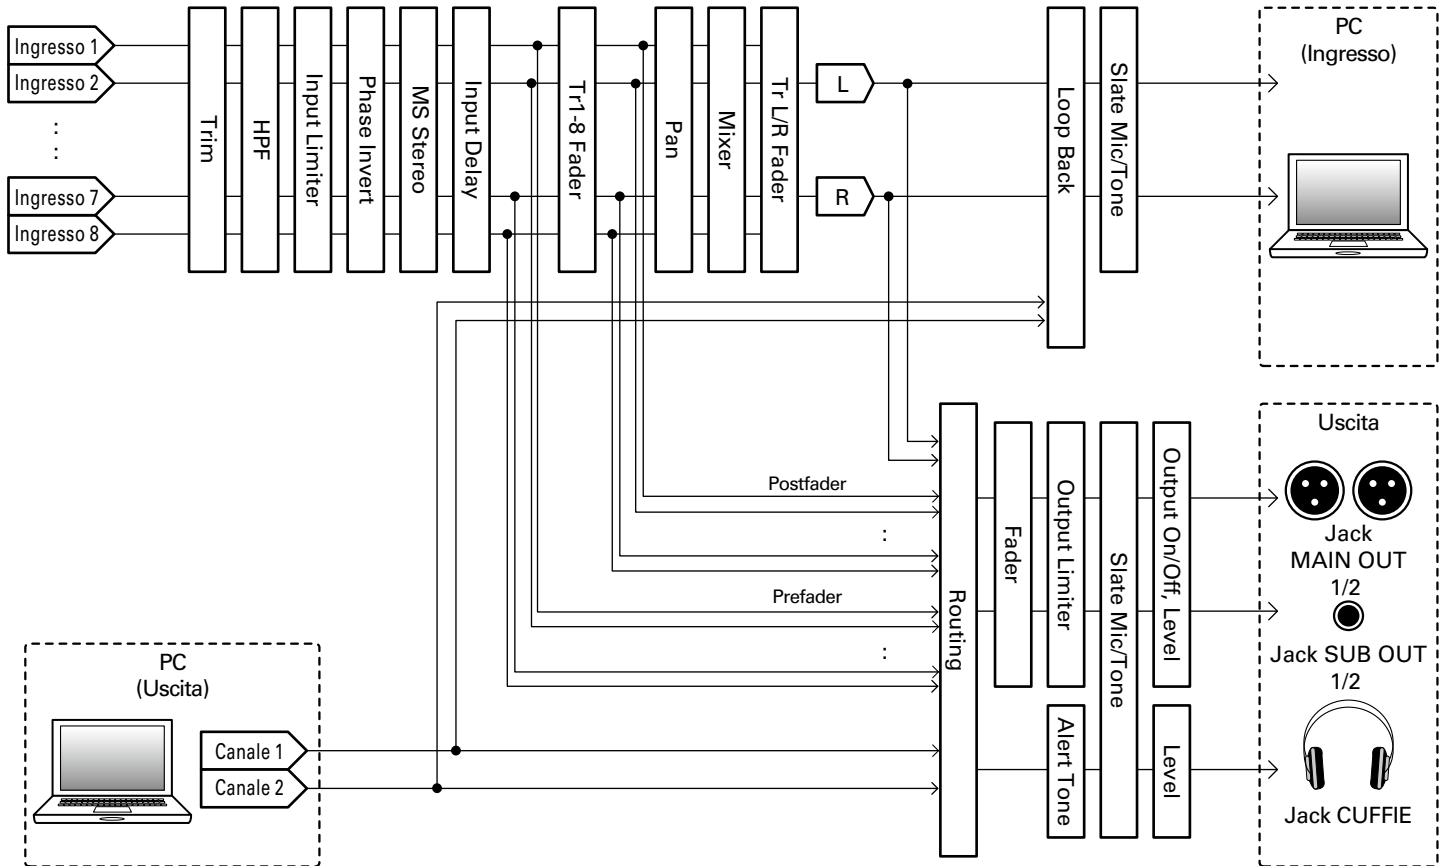 Ingresso 1
Ingresso 2
:
:
Ingresso 7
Ingresso 8
Trim
HPF
Input Limiter
Phase Invert
MS Stereo
Input Delay
Tr1-8 Fader
Pan
Mixer
Tr L/R Fader
L
R
Loop Back
Slate Mic/Tone
PC
(Ingresso)
Postfader
:
Prefader
:
Routing
Fader
Output Limiter
Alert Tone
Slate Mic/Tone
Output On/Off, Level
Level
Uscita
Jack
MAIN OUT
1/2
Jack SUB OUT
1/2
Jack CUFFIE
PC
(Uscita)
Canale 1
Canale 2